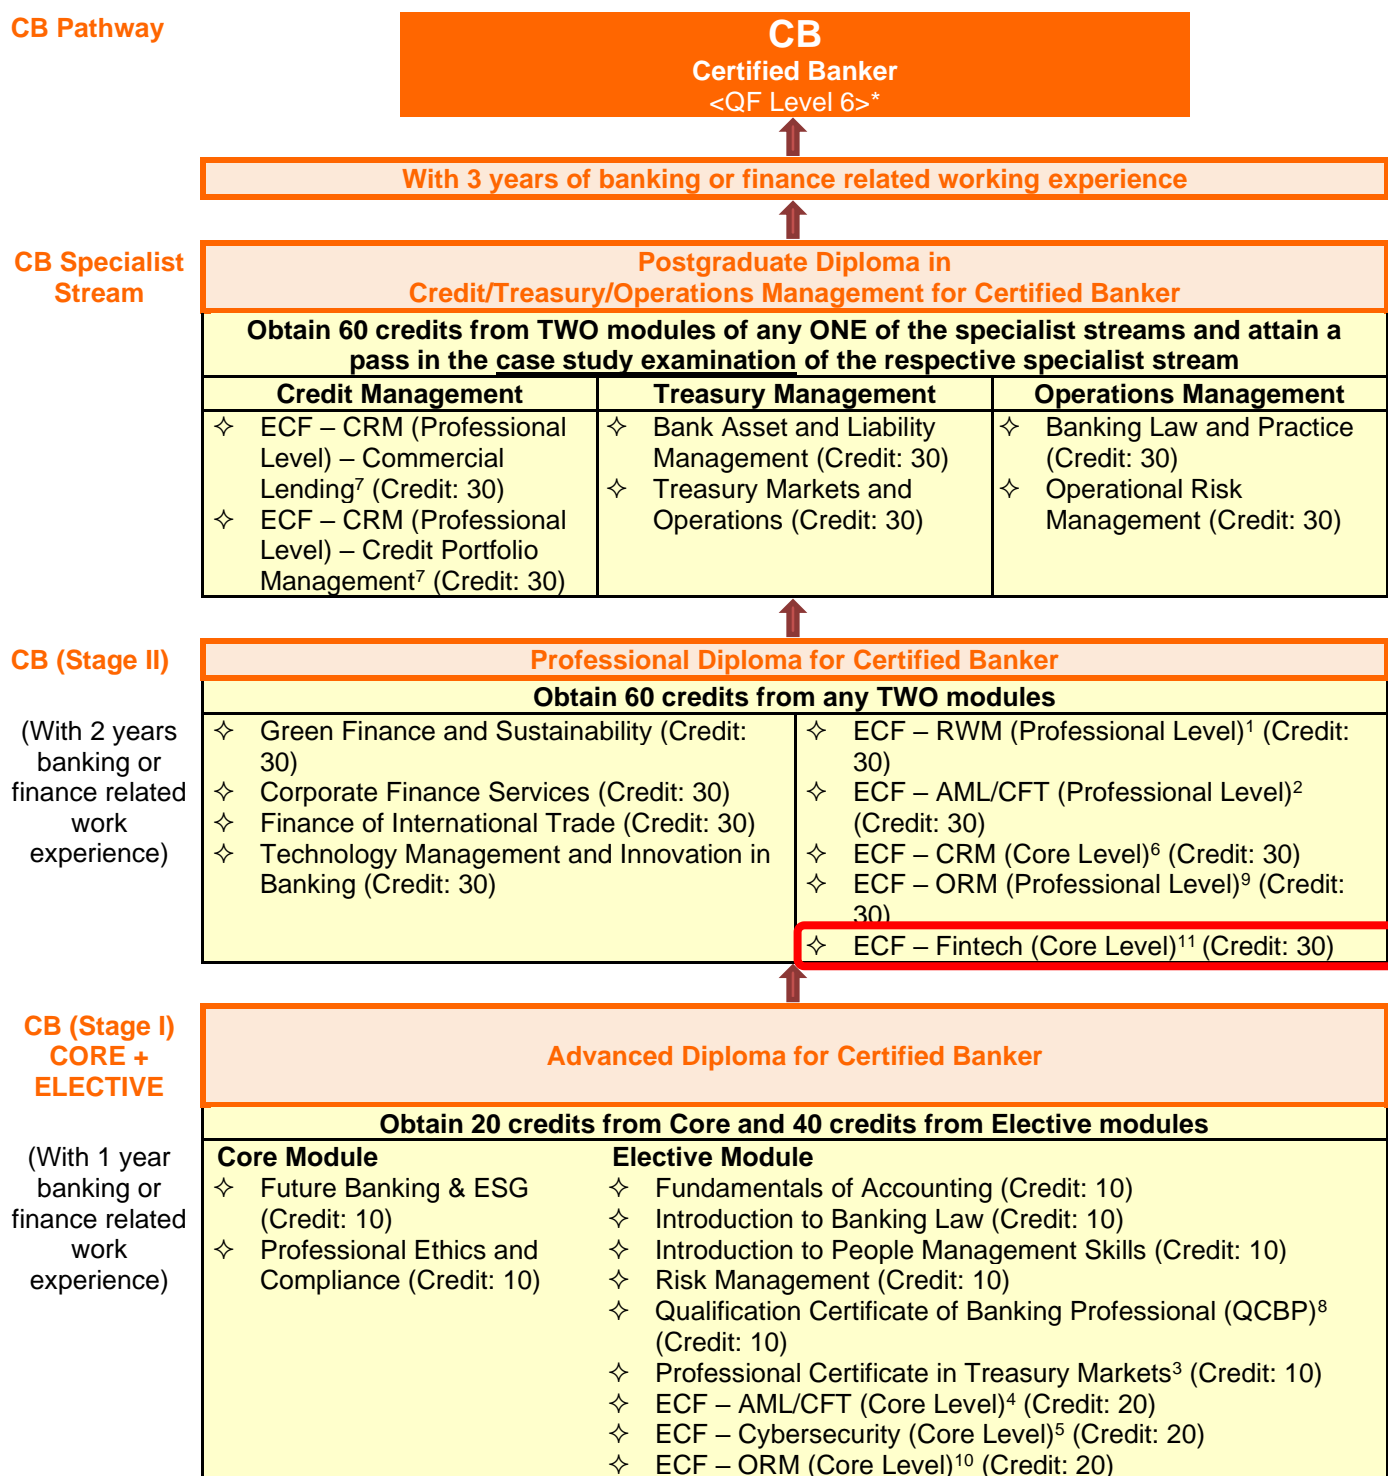 CB Pathway
CB
Certified Banker
<QF Level 6>*
With 3 years of banking or finance related working experience
CB Specialist
Stream
Postgraduate Diploma in
Credit/Treasury/Operations Management for Certified Banker
Obtain 60 credits from TWO modules of any ONE of the specialist streams and attain a
pass in the case study examination of the respective specialist stream
Credit Management
✧ ECF – CRM (Professional
Level) – Commercial
Lending⁷ (Credit: 30)
✧ ECF – CRM (Professional
Level) – Credit Portfolio
Management⁷ (Credit: 30)
Treasury Management
✧ Bank Asset and Liability
Management (Credit: 30)
✧ Treasury Markets and
Operations (Credit: 30)
Operations Management
✧ Banking Law and Practice
(Credit: 30)
✧ Operational Risk
Management (Credit: 30)
CB (Stage II)
(With 2 years
banking or
finance related
work
experience)
Professional Diploma for Certified Banker
Obtain 60 credits from any TWO modules
✧ Green Finance and Sustainability (Credit:
30)
✧ Corporate Finance Services (Credit: 30)
✧ Finance of International Trade (Credit: 30)
✧ Technology Management and Innovation in
Banking (Credit: 30)
✧ ECF – RWM (Professional Level)¹ (Credit:
30)
✧ ECF – AML/CFT (Professional Level)²
(Credit: 30)
✧ ECF – CRM (Core Level)⁶ (Credit: 30)
✧ ECF – ORM (Professional Level)⁹ (Credit:
30)
✧ ECF – Fintech (Core Level)¹¹ (Credit: 30)
CB (Stage I)
CORE +
ELECTIVE
(With 1 year
banking or
finance related
work
experience)
Advanced Diploma for Certified Banker
Obtain 20 credits from Core and 40 credits from Elective modules
Core Module
✧ Future Banking & ESG
(Credit: 10)
✧ Professional Ethics and
Compliance (Credit: 10)
Elective Module
✧ Fundamentals of Accounting (Credit: 10)
✧ Introduction to Banking Law (Credit: 10)
✧ Introduction to People Management Skills (Credit: 10)
✧ Risk Management (Credit: 10)
✧ Qualification Certificate of Banking Professional (QCBP)⁸
(Credit: 10)
✧ Professional Certificate in Treasury Markets³ (Credit: 10)
✧ ECF – AML/CFT (Core Level)⁴ (Credit: 20)
✧ ECF – Cybersecurity (Core Level)⁵ (Credit: 20)
✧ ECF – ORM (Core Level)¹⁰ (Credit: 20)